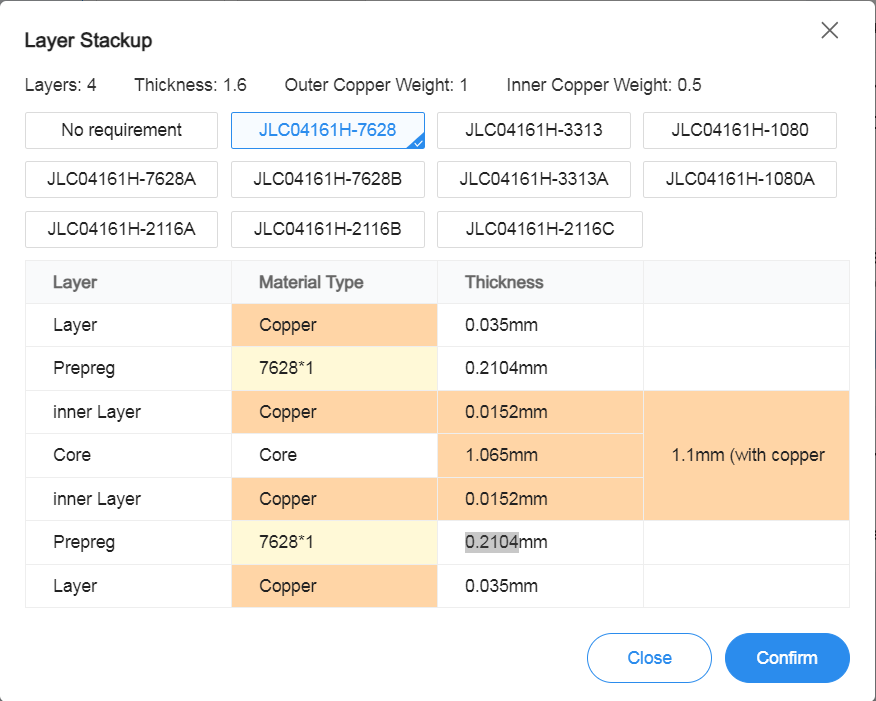 Layer Stackup
Layers: 4 Thickness: 1.6 Outer Copper Weight: 1 Inner Copper Weight: 0.5
No requirement JLC04161H-7628 JLC04161H-3313 JLC04161H-1080
JLC04161H-7628A JLC04161H-7628B JLC04161H-3313A JLC04161H-1080A
JLC04161H-2116A JLC04161H-2116B JLC04161H-2116C
Layer Material Type Thickness
Layer Copper 0.035mm
Prepreg 7628*1 0.2104mm
inner Layer Copper 0.0152mm
Core Core 1.065mm 1.1mm (with copper
inner Layer Copper 0.0152mm
Prepreg 7628*1 0.2104mm
Layer Copper 0.035mm
Close Confirm